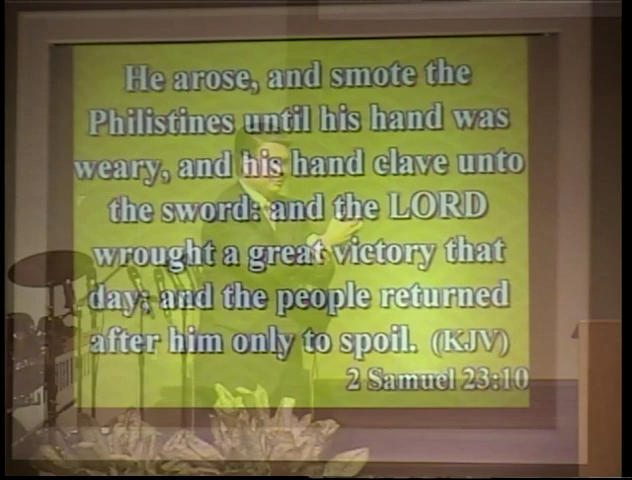 He arose, and smote the
Philistines until his hand was
weary, and his hand clave unto
the sword: and the LORD
wrought a great victory that
day; and the people returned
after him only to spoil. (KJV)
2 Samuel 23:10